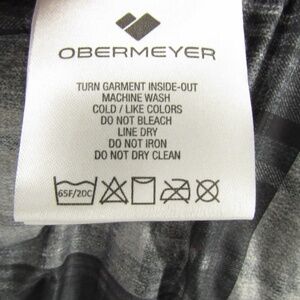 OBERMEYER
TURN GARMENT INSIDE-OUT
MACHINE WASH
COLD / LIKE COLORS
DO NOT BLEACH
LINE DRY
DO NOT IRON
DO NOT DRY CLEAN
65F/20C